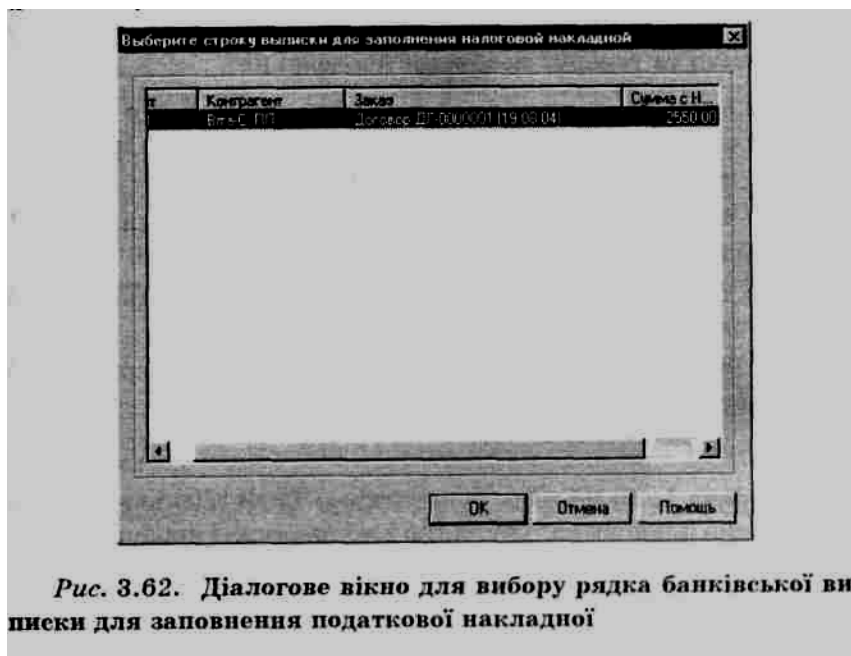 Выберите строку выписки для заполнения налоговой накладной
т Контрагент Заказ Сумма с Н...
ПП Договор ДГ-0000001 (19.08.04) 2550.00
OK Отмена Помощь
Рис. 3.62. Діалогове вікно для вибору рядка банківської ви
писки для заповнення податкової накладної